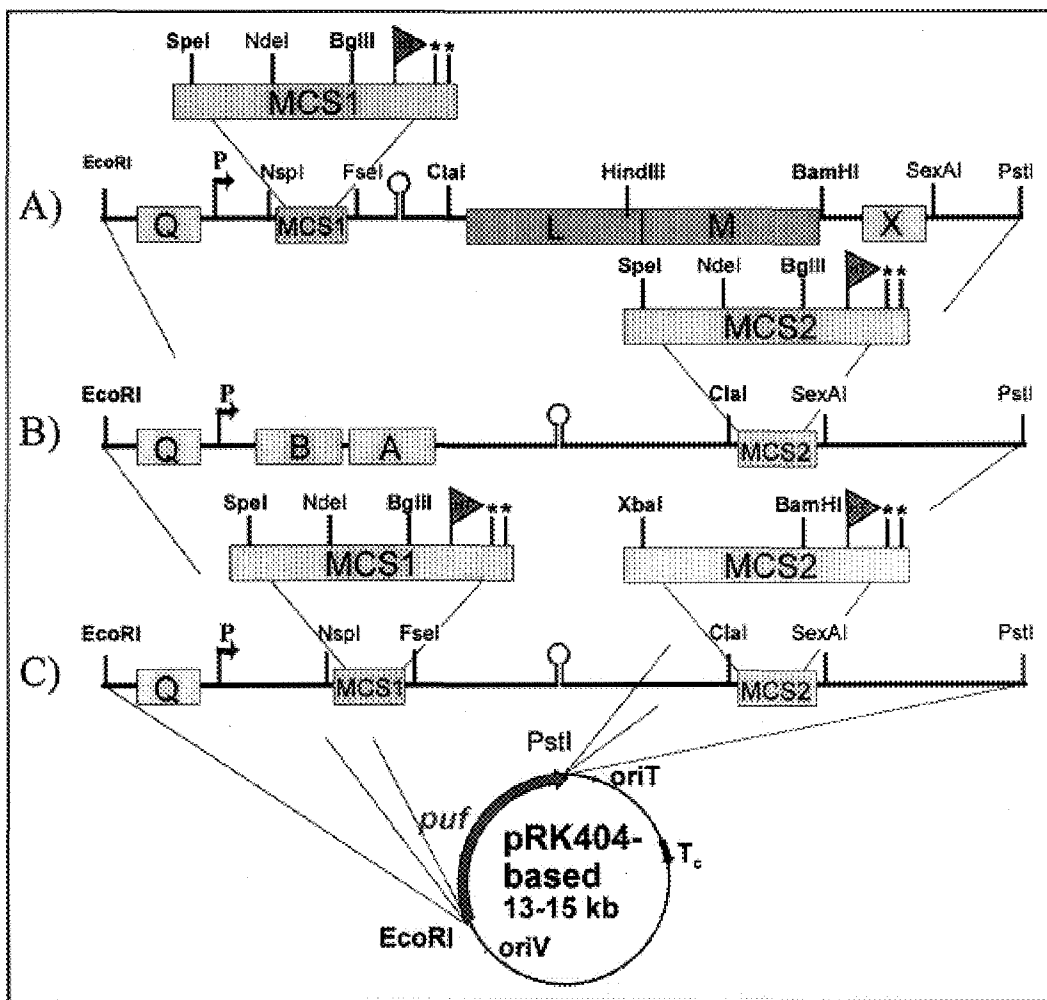 SpeI NdeI BglII **
MCS1
EcoRI P NspI FseI ClaI HindIII BamHI SexAI PstI
A) Q MCS1 L M X
SpeI NdeI BglII **
MCS2
EcoRI P ClaI SexAI PstI
B) Q B A MCS2
SpeI NdeI BglII ** XbaI BamHI **
MCS1 MCS2
EcoRI P NspI FseI ClaI SexAI PstI
C) Q MCS1 MCS2
PstI
oriT
puf
pRK404-
based
13-15 kb
Tc
EcoRI
oriV